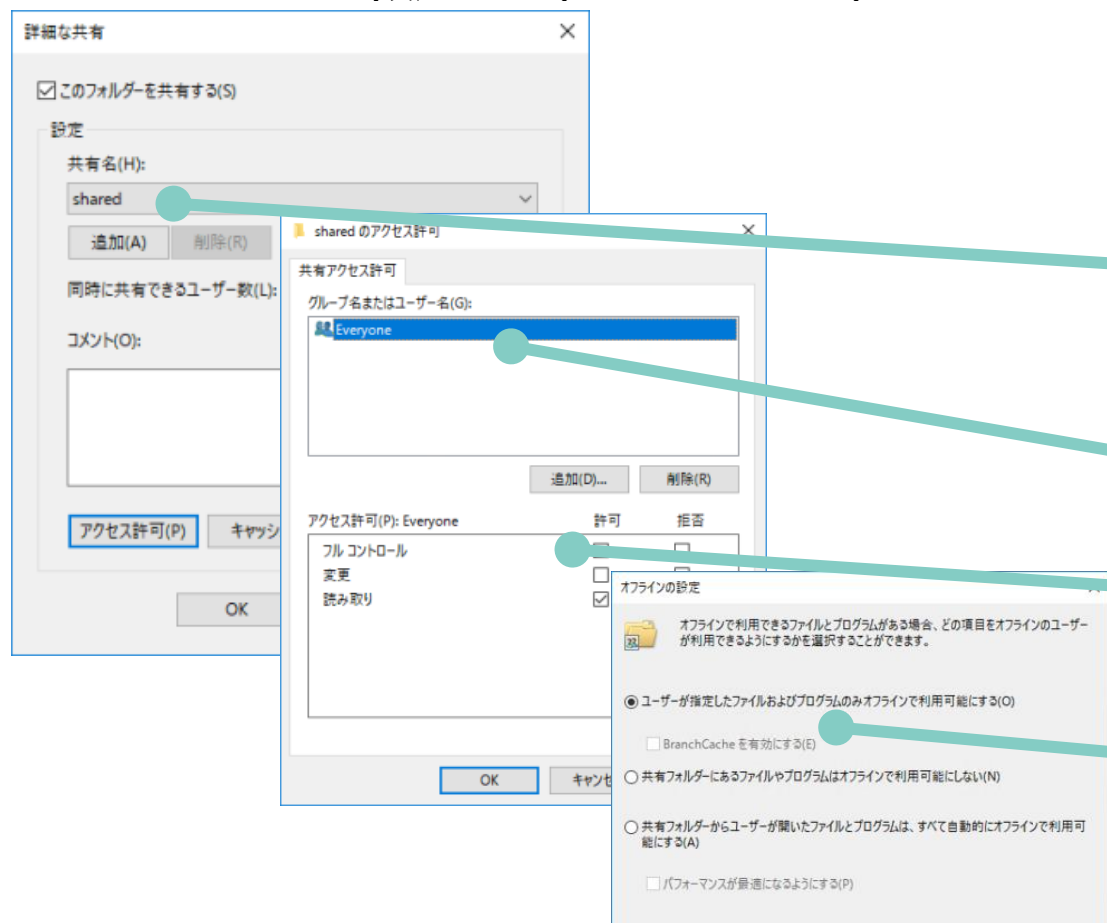 詳細な共有
このフォルダーを共有する(S)
設定
共有名(H):
shared
追加(A) 削除(R)
同時に共有できるユーザー数(L):
コメント(O):
アクセス許可(P) キャッシ
OK
shared のアクセス許可
共有アクセス許可
グループ名またはユーザー名(G):
Everyone
追加(D)... 削除(R)
アクセス許可(P): Everyone 許可 拒否
フル コントロール
変更
読み取り
OK キャンセ
オフラインの設定
オフラインで利用できるファイルとプログラムがある場合、どの項目をオフラインのユーザー
が利用できるようにするかを選択することができます。
ユーザーが指定したファイルおよびプログラムのみオフラインで利用可能にする(O)
BranchCache を有効にする(E)
共有フォルダーにあるファイルやプログラムはオフラインで利用可能にしない(N)
共有フォルダーからユーザーが開いたファイルとプログラムは、すべて自動的にオフラインで利用可
能にする(A)
パフォーマンスが最適になるようにする(P)